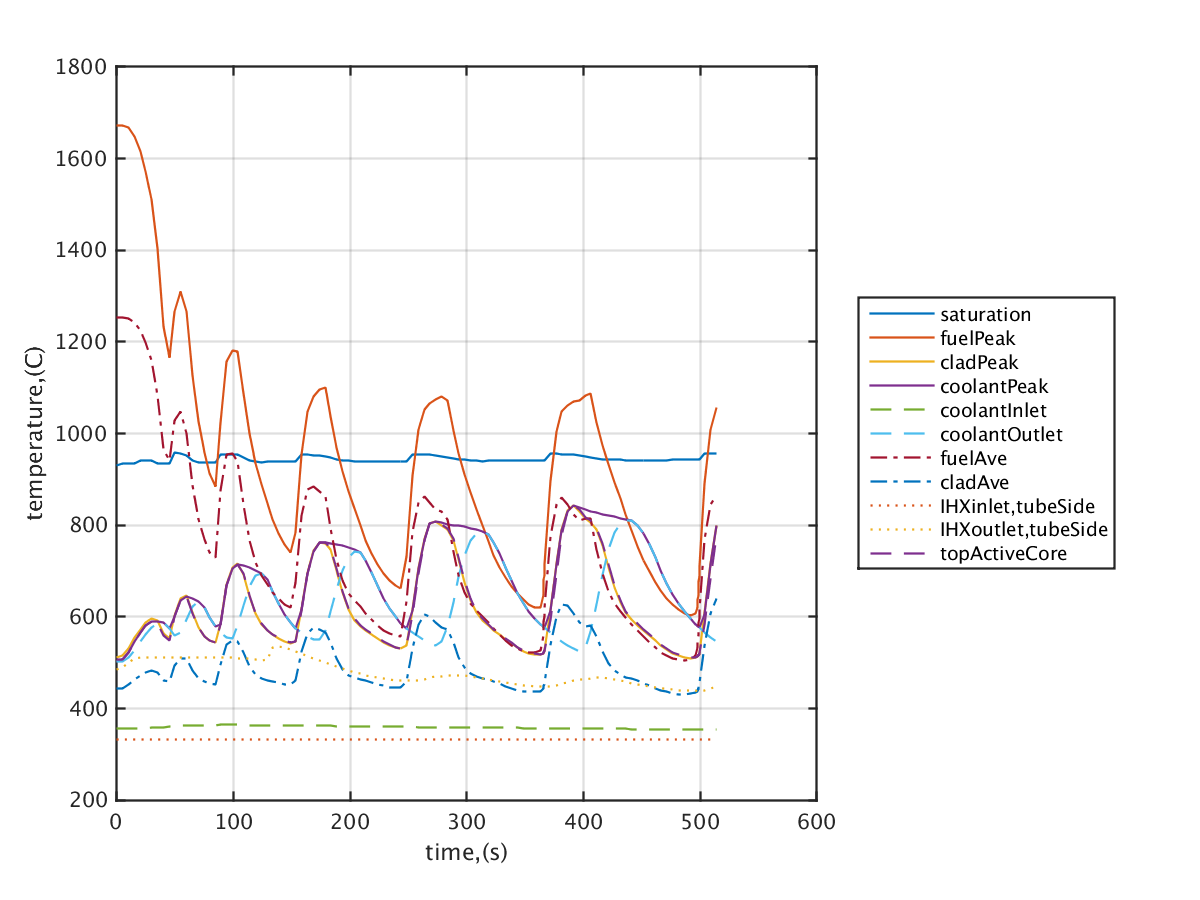 1800
1600
1400
1200
1000
800
600
400
200
temperature,(C)
0 100 200 300 400 500 600
time,(s)
saturation
fuelPeak
cladPeak
coolantPeak
coolantInlet
coolantOutlet
fuelAve
cladAve
IHXinlet,tubeSide
IHXoutlet,tubeSide
topActiveCore